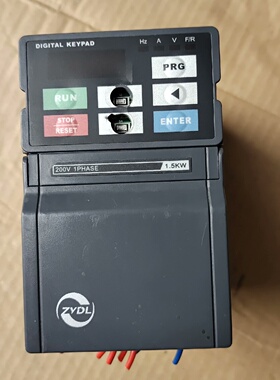 DIGITAL KEYPAD Hz A V F/R
PRG
RUN
STOP
RESET
ENTER
200V 1PHASE 1.5KW
ZYDL